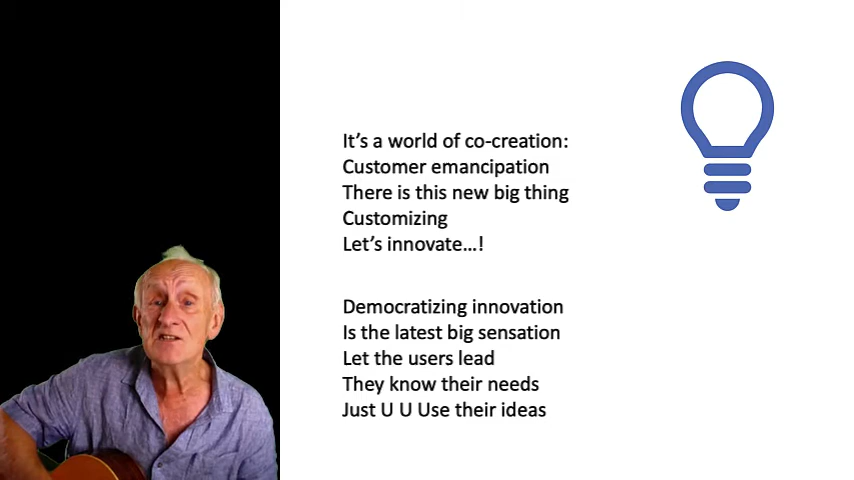 It's a world of co-creation:
Customer emancipation
There is this new big thing
Customizing
Let's innovate…!
Democratizing innovation
Is the latest big sensation
Let the users lead
They know their needs
Just U U Use their ideas